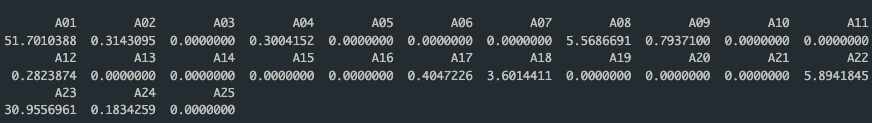 A01 A02 A03 A04 A05 A06 A07 A08 A09 A10 A11
51.7010388 0.3143095 0.0000000 0.3004152 0.0000000 0.0000000 0.0000000 5.5686691 0.7937100 0.0000000 0.0000000
A12 A13 A14 A15 A16 A17 A18 A19 A20 A21 A22
0.2823874 0.0000000 0.0000000 0.0000000 0.0000000 0.4047226 3.6014411 0.0000000 0.0000000 0.0000000 5.8941845
A23 A24 A25
30.9556961 0.1834259 0.0000000